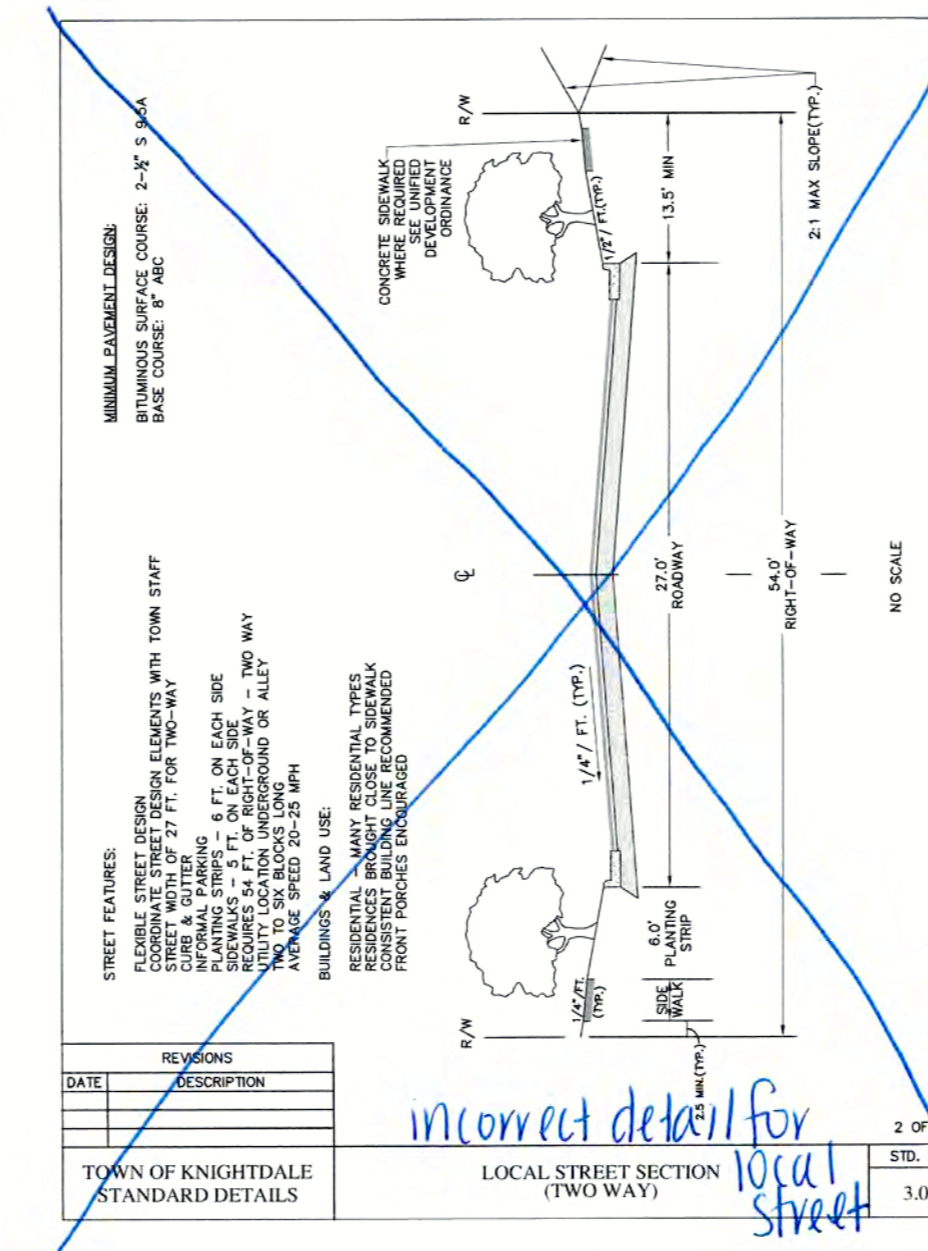 STREET FEATURES:
FLEXIBLE STREET DESIGN
COORDINATE STREET DESIGN ELEMENTS WITH TOWN STAFF
STREET WIDTH OF 27 FT. FOR TWO-WAY
CURB & GUTTER
INFORMAL PARKING
PLANTING STRIPS - 6 FT. ON EACH SIDE
SIDEWALKS - 5 FT. ON EACH SIDE
REQUIRES 54 FT. OF RIGHT-OF-WAY - TWO WAY
UTILITY LOCATION UNDERGROUND OR ALLEY
TWO TO SIX BLOCKS LONG
AVERAGE SPEED 20-25 MPH
BUILDINGS & LAND USE:
RESIDENTIAL - MANY RESIDENTIAL TYPES
RESIDENCES BROUGHT CLOSE TO SIDEWALK
CONSISTENT BUILDING LINE RECOMMENDED
FRONT PORCHES ENCOURAGED
MINIMUM PAVEMENT DESIGN:
BITUMINOUS SURFACE COURSE: 2-½" S 9.5A
BASE COURSE: 8" ABC
R/W
℄
R/W
CONCRETE SIDEWALK
WHERE REQUIRED
SEE UNIFIED
DEVELOPMENT
ORDINANCE
1/4"/FT.
(TYP.)
1/4"/ FT. (TYP.)
1/2"/ FT.(TYP.)
SIDE
WALK
6.0'
PLANTING
STRIP
27.0'
ROADWAY
13.5' MIN
2.5 MIN.(TYP.)
54.0'
RIGHT-OF-WAY
2:1 MAX SLOPE(TYP.)
NO SCALE
REVISIONS
DATE DESCRIPTION
incorrect detail for
local
street
2 OF
TOWN OF KNIGHTDALE
STANDARD DETAILS
LOCAL STREET SECTION
(TWO WAY)
STD.
3.0